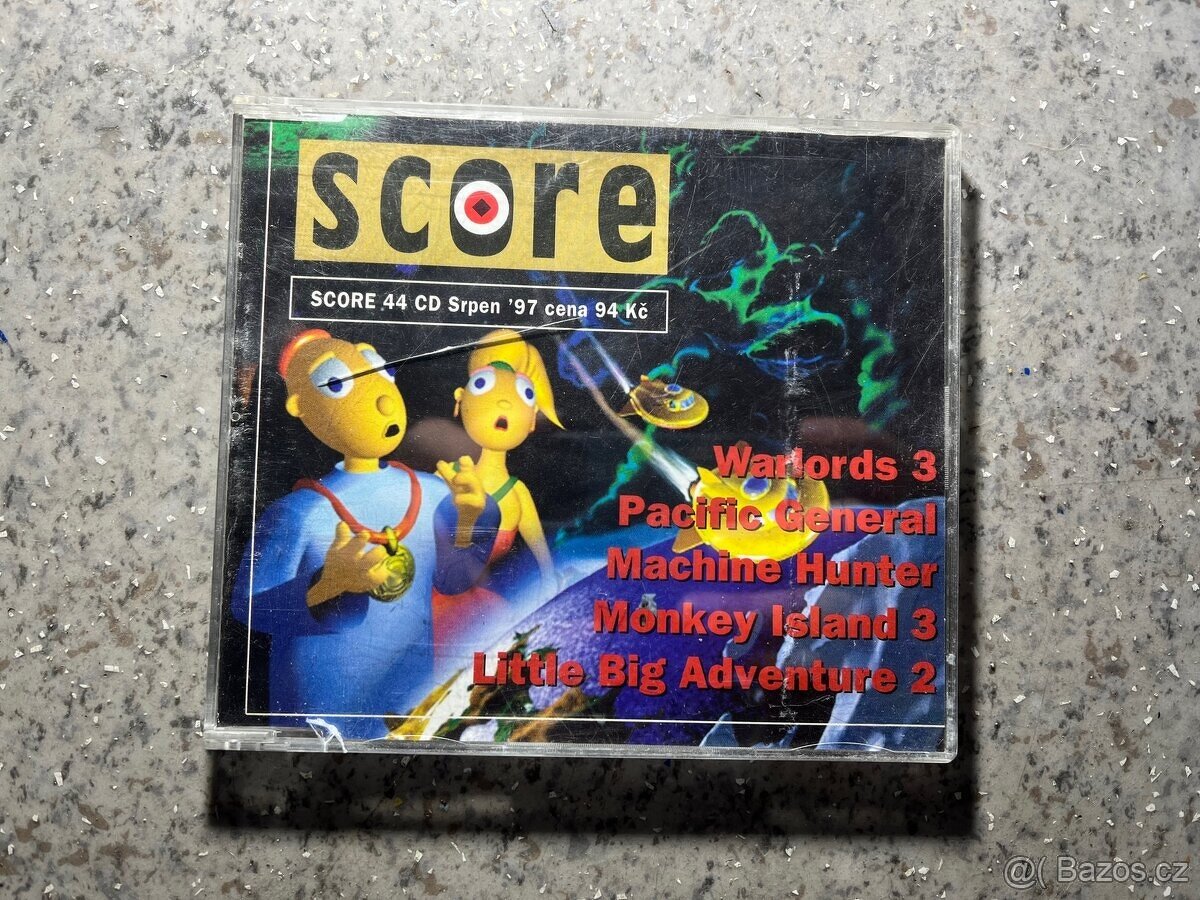 score
SCORE 44 CD Srpen '97 cena 94 Kč
Warlords 3
Pacific General
Machine Hunter
Monkey Island 3
Little Big Adventure 2
@( Bazos.cz